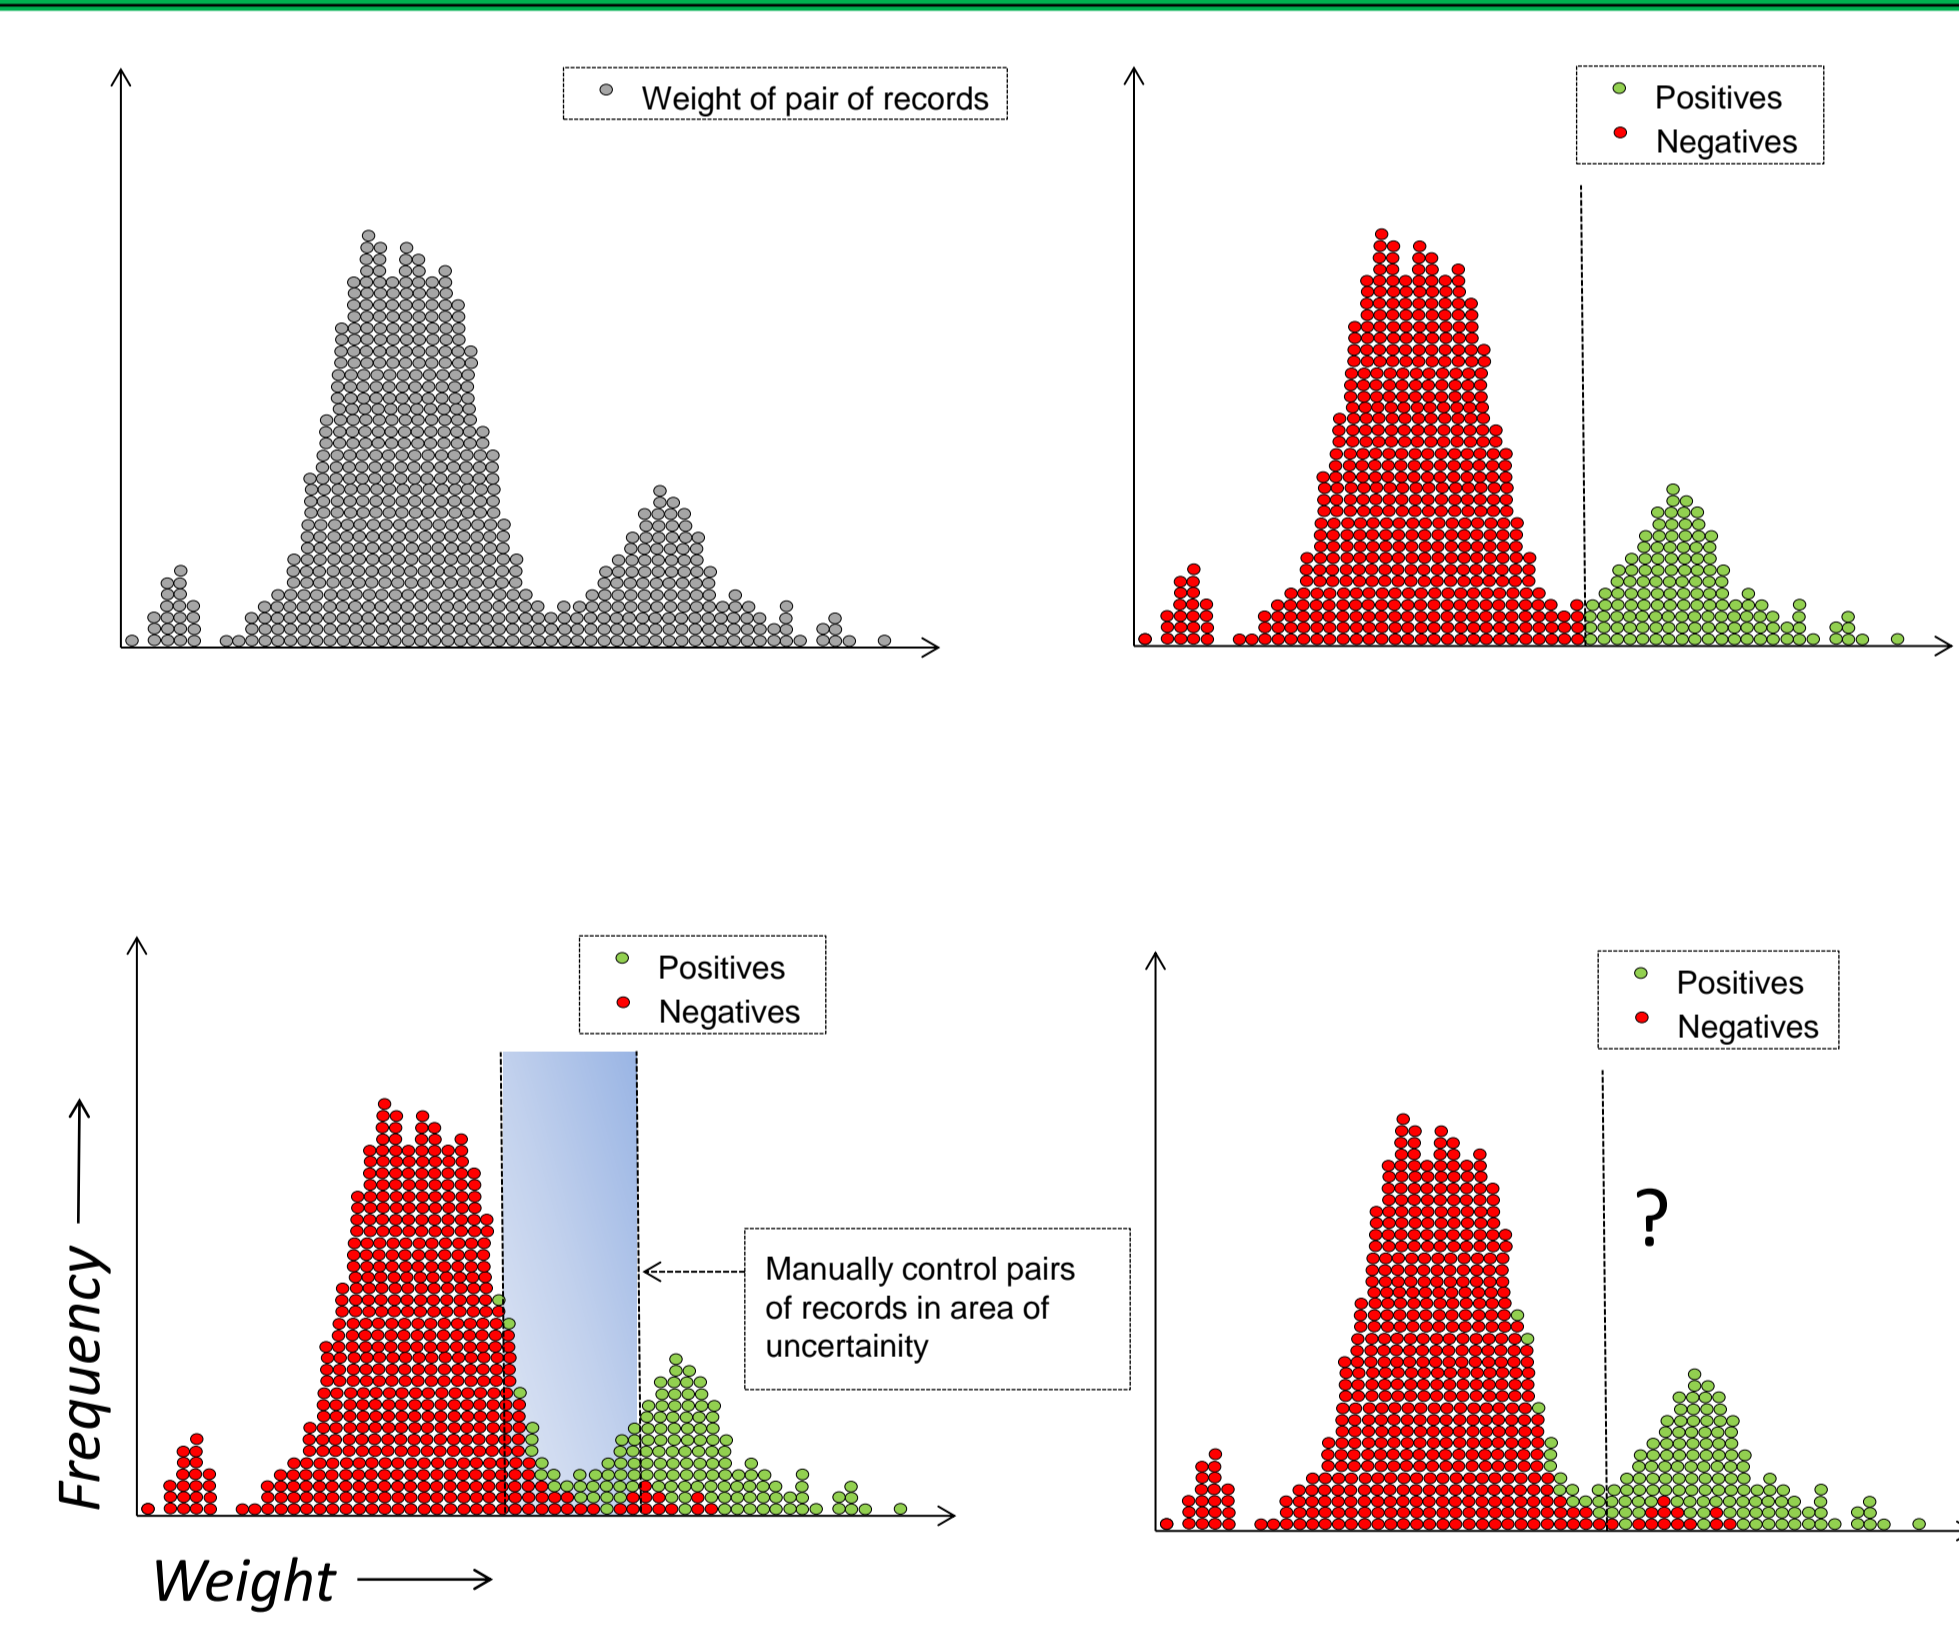 Weight of pair of records
Positives
Negatives
Positives
Negatives
Manually control pairs
of records in area of
uncertainity
Frequency
Weight
Positives
Negatives
?